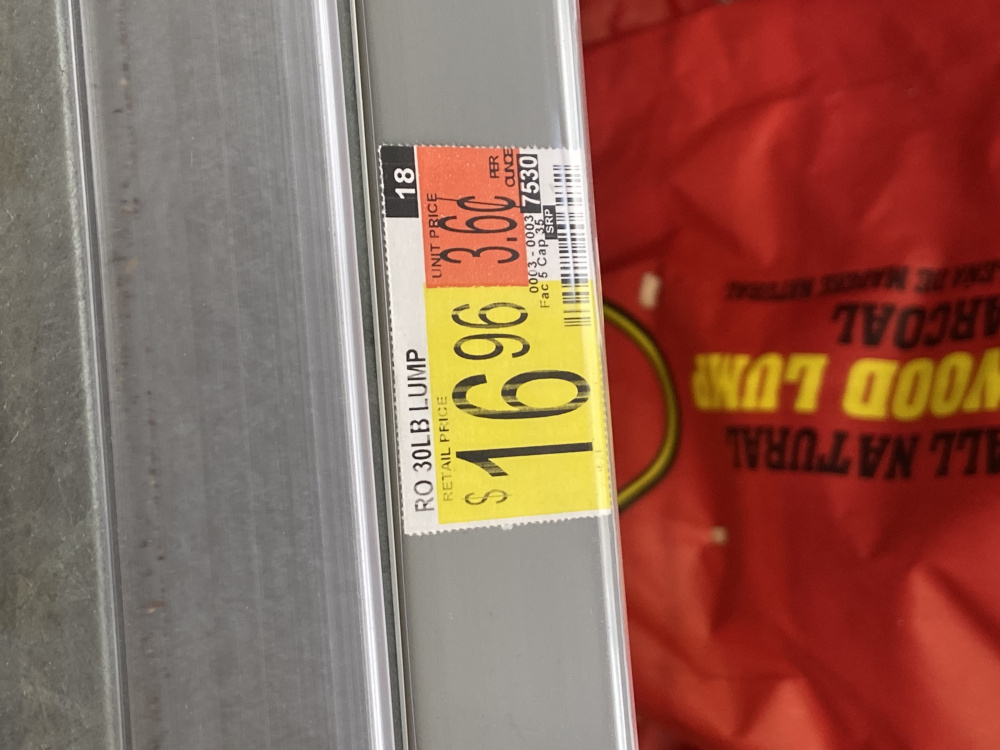 RO 30LB LUMP
18
RETAIL PRICE
$16 96
UNIT PRICE
3.6¢
PER
OUNCE
0003 - 0003 7530
Fac 5 Cap 35
SRP
ALL NATURAL
WOOD LUMP